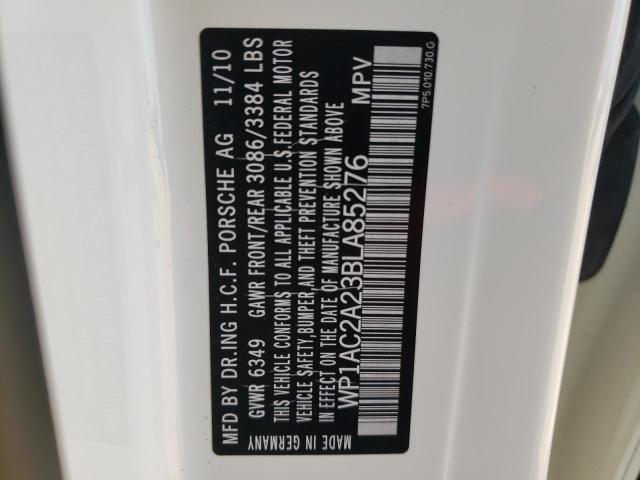 MFD BY DR.ING H.C.F. PORSCHE AG 11/10
GVWR 6349 GAWR FRONT/REAR 3086/3384 LBS
THIS VEHICLE CONFORMS TO ALL APPLICABLE U.S.FEDERAL MOTOR
VEHICLE SAFETY,BUMPER,AND THEFT PREVENTION STANDARDS
IN EFFECT ON THE DATE OF MANUFACTURE SHOWN ABOVE
WP1AC2A23BLA85276 MPV
MADE IN GERMANY
7P5.010.730 G